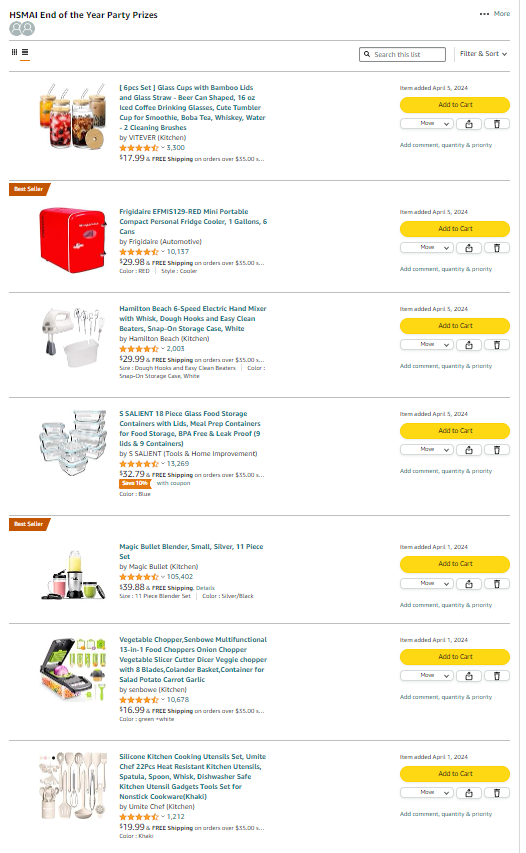 HSMAI End of the Year Party Prizes
••• More
Search this list
Filter & Sort
[ 6pcs Set ] Glass Cups with Bamboo Lids
and Glass Straw - Beer Can Shaped, 16 oz
Iced Coffee Drinking Glasses, Cute Tumbler
Cup for Smoothie, Boba Tea, Whiskey, Water
- 2 Cleaning Brushes
by VITEVER (Kitchen)
3,300
$17.99 & FREE Shipping on orders over $35.00 s...
Item added April 5, 2024
Add to Cart
Move
Add comment, quantity & priority
Best Seller
Frigidaire EFMIS129-RED Mini Portable
Compact Personal Fridge Cooler, 1 Gallons, 6
Cans
by Frigidaire (Automotive)
10,137
$29.98 & FREE Shipping on orders over $35.00 s...
Color : RED | Style : Cooler
Item added April 5, 2024
Add to Cart
Move
Add comment, quantity & priority
Hamilton Beach 6-Speed Electric Hand Mixer
with Whisk, Dough Hooks and Easy Clean
Beaters, Snap-On Storage Case, White
by Hamilton Beach (Kitchen)
2,003
$29.99 & FREE Shipping on orders over $35.00 s...
Size : Dough Hooks and Easy Clean Beaters | Color :
Snap-On Storage Case, White
Item added April 5, 2024
Add to Cart
Move
Add comment, quantity & priority
S SALIENT 18 Piece Glass Food Storage
Containers with Lids, Meal Prep Containers
for Food Storage, BPA Free & Leak Proof (9
lids & 9 Containers)
by S SALIENT (Tools & Home Improvement)
13,269
$32.79 & FREE Shipping on orders over $35.00 s...
Save 10% with coupon
Color : Blue
Item added April 5, 2024
Add to Cart
Move
Add comment, quantity & priority
Best Seller
Magic Bullet Blender, Small, Silver, 11 Piece
Set
by Magic Bullet (Kitchen)
105,402
$39.88 & FREE Shipping. Details
Size : 11 Piece Blender Set | Color : Silver/Black
Item added April 1, 2024
Add to Cart
Move
Add comment, quantity & priority
Vegetable Chopper,Senbowe Multifunctional
13-in-1 Food Choppers Onion Chopper
Vegetable Slicer Cutter Dicer Veggie chopper
with 8 Blades,Colander Basket,Container for
Salad Potato Carrot Garlic
by senbowe (Kitchen)
10,678
$16.99 & FREE Shipping on orders over $35.00 s...
Color : green +white
Item added April 1, 2024
Add to Cart
Move
Add comment, quantity & priority
Silicone Kitchen Cooking Utensils Set, Umite
Chef 22Pcs Heat Resistant Kitchen Utensils,
Spatula, Spoon, Whisk, Dishwasher Safe
Kitchen Utensil Gadgets Tools Set for
Nonstick Cookware(Khaki)
by Umite Chef (Kitchen)
1,212
$19.99 & FREE Shipping on orders over $35.00 s...
Color : Khaki
Item added April 1, 2024
Add to Cart
Move
Add comment, quantity & priority